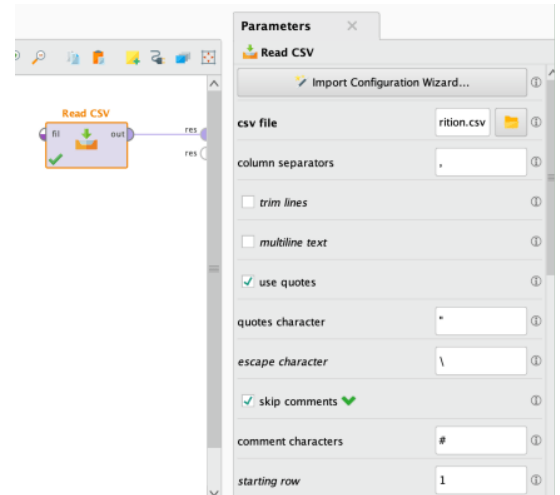 Parameters
Read CSV
Import Configuration Wizard...
Read CSV
fil
out
res
res
csv file
rition.csv
column separators
,
trim lines
multiline text
use quotes
quotes character
"
escape character
\
skip comments
comment characters
#
starting row
1